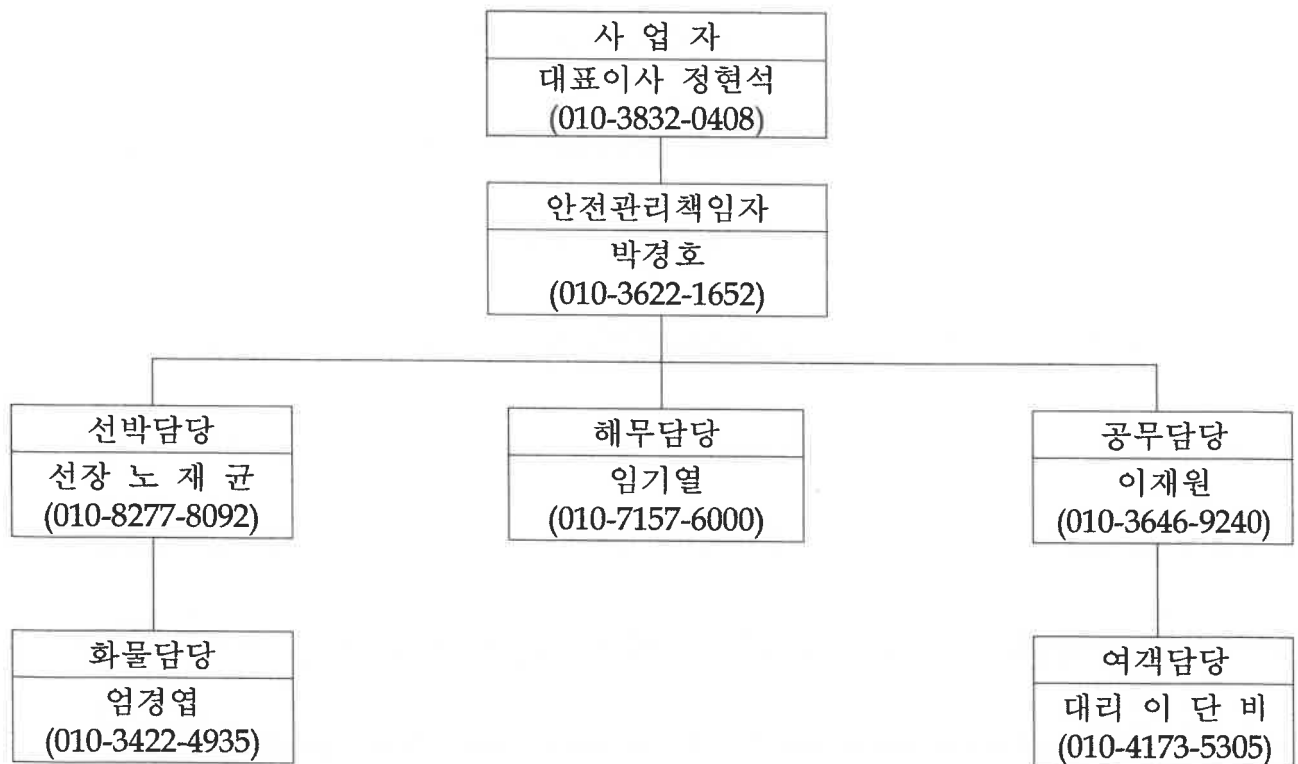 사 업 자
대표이사 정현석
(010-3832-0408)
안전관리책임자
박경호
(010-3622-1652)
선박담당
선장 노 재 균
(010-8277-8092)
해무담당
임기열
(010-7157-6000)
공무담당
이재원
(010-3646-9240)
화물담당
엄경엽
(010-3422-4935)
여객담당
대리 이 단 비
(010-4173-5305)